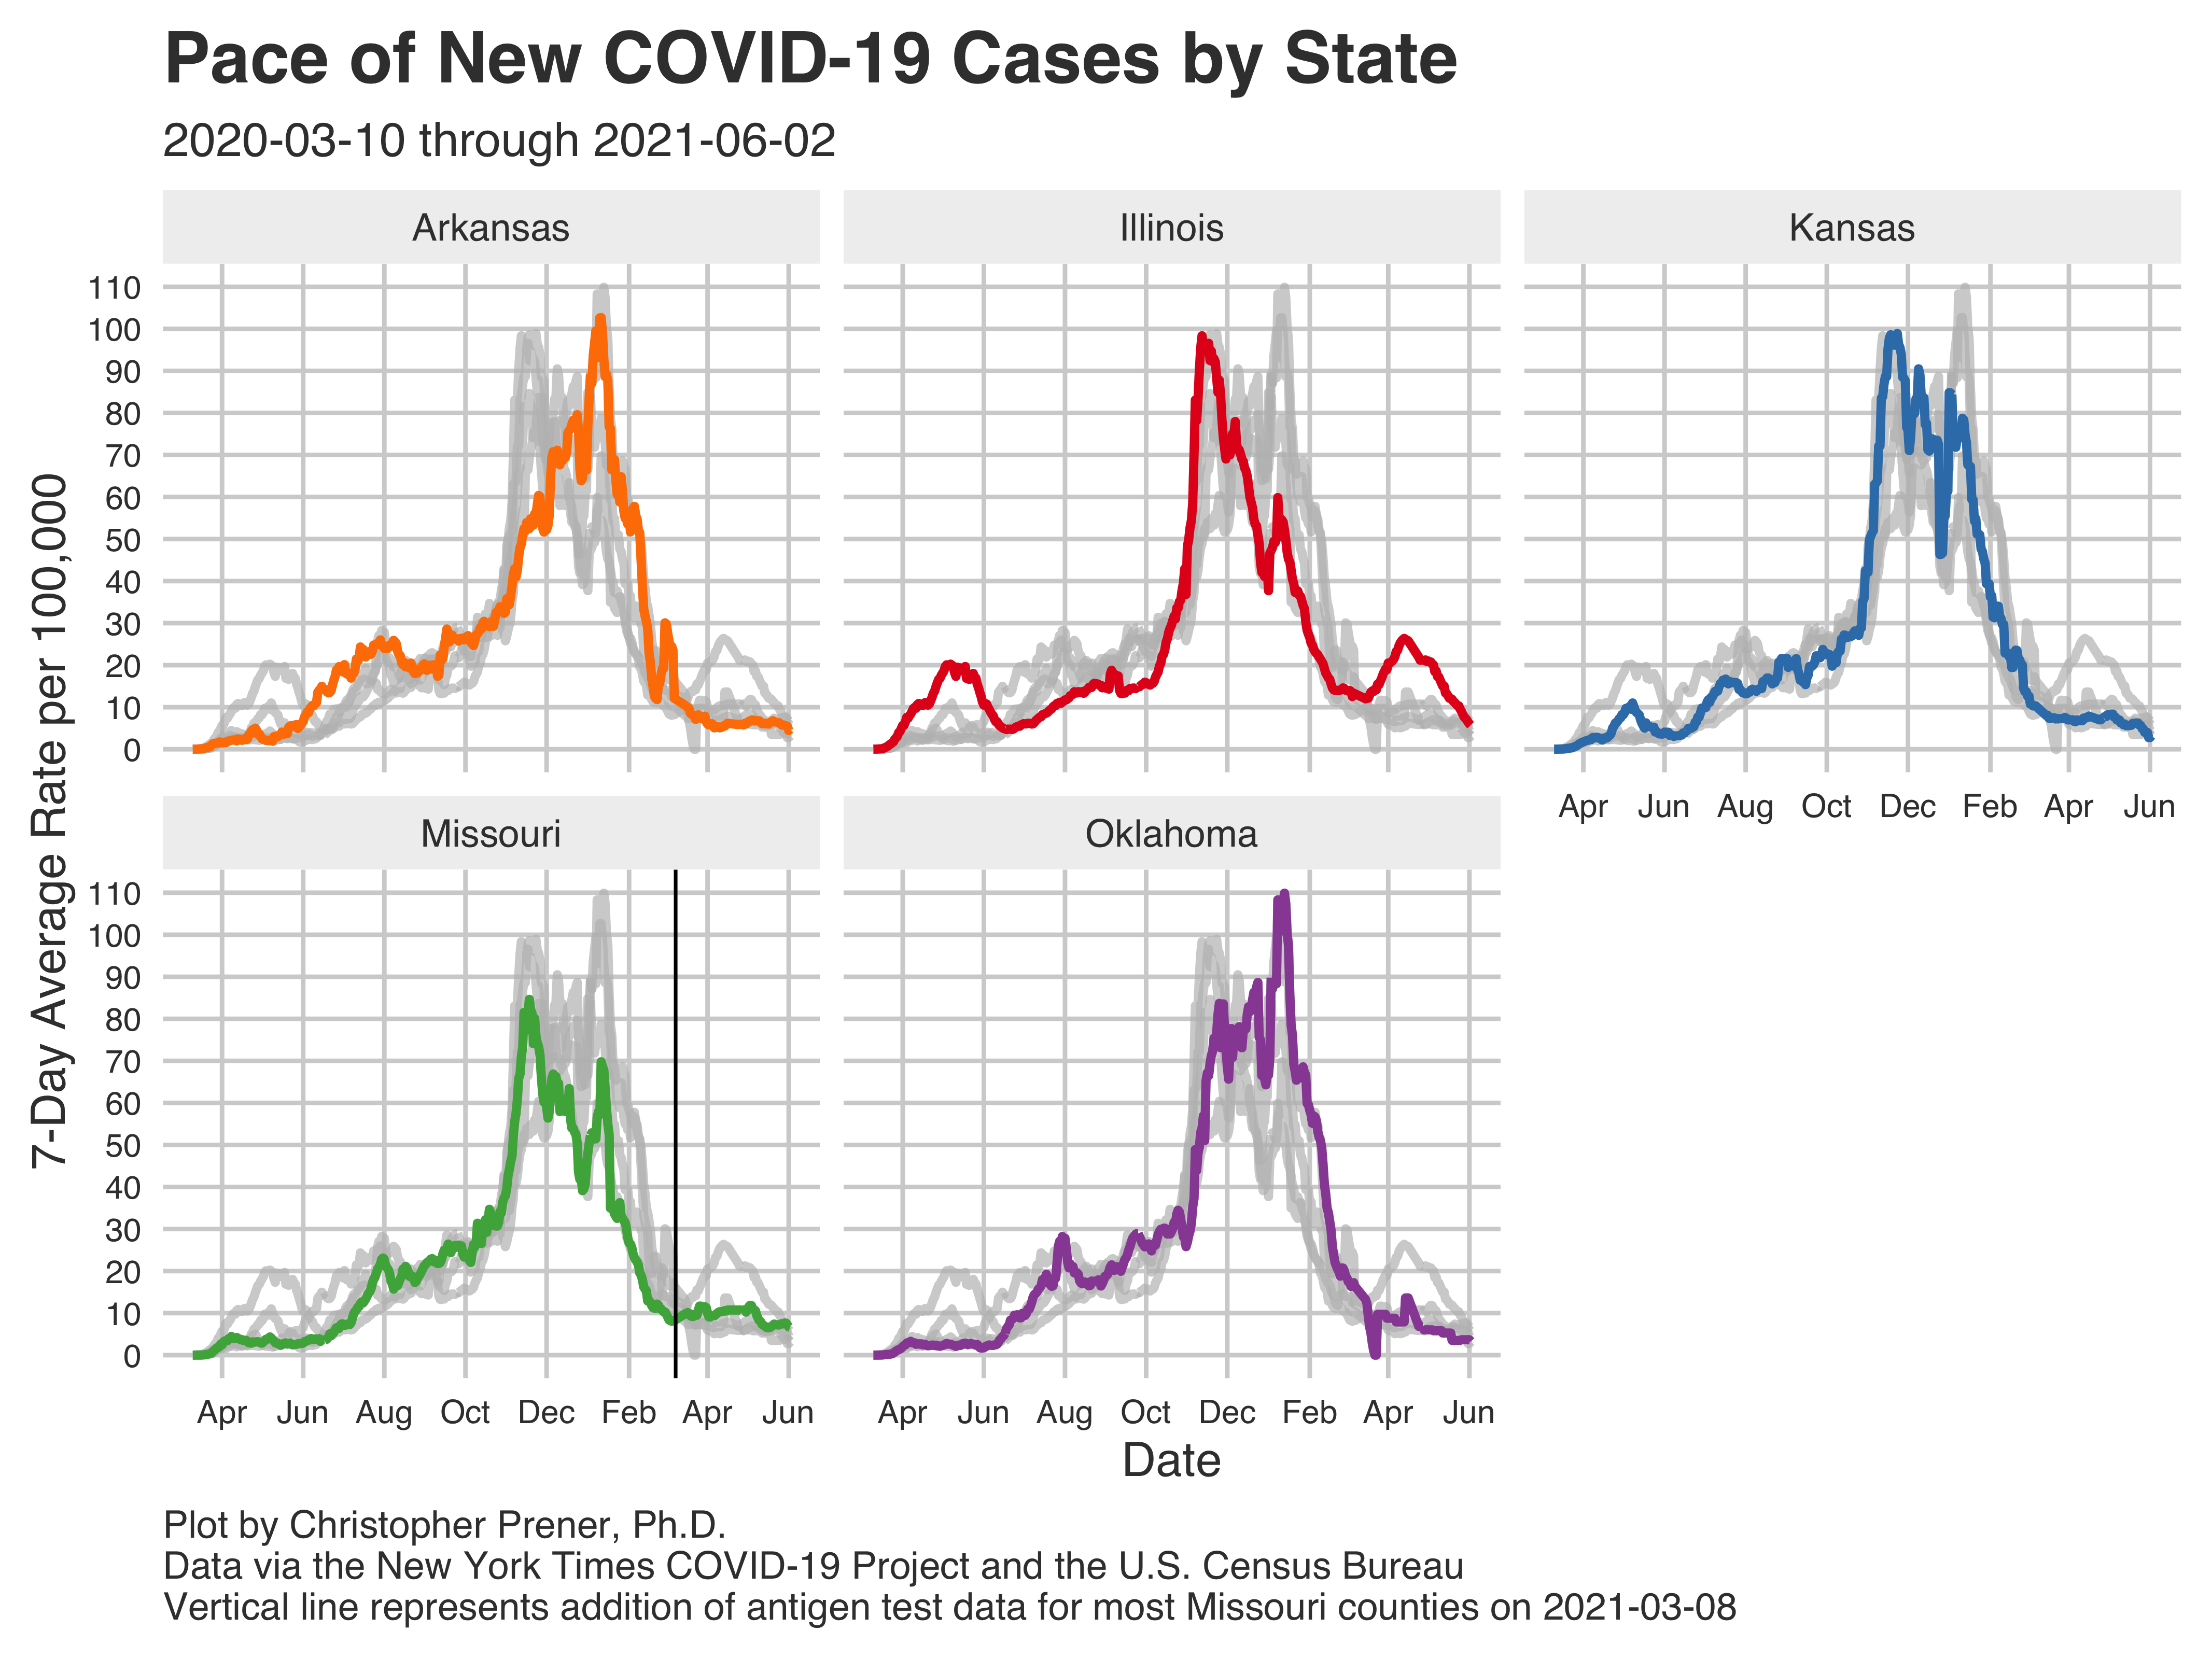 Pace of New COVID-19 Cases by State
2020-03-10 through 2021-06-02
Arkansas
Illinois
Kansas
110
100
90
80
70
60
50
40
30
20
10
0
Apr Jun Aug Oct Dec Feb Apr Jun
7-Day Average Rate per 100,000
Missouri
Oklahoma
110
100
90
80
70
60
50
40
30
20
10
0
Apr Jun Aug Oct Dec Feb Apr Jun
Apr Jun Aug Oct Dec Feb Apr Jun
Date
Plot by Christopher Prener, Ph.D.
Data via the New York Times COVID-19 Project and the U.S. Census Bureau
Vertical line represents addition of antigen test data for most Missouri counties on 2021-03-08